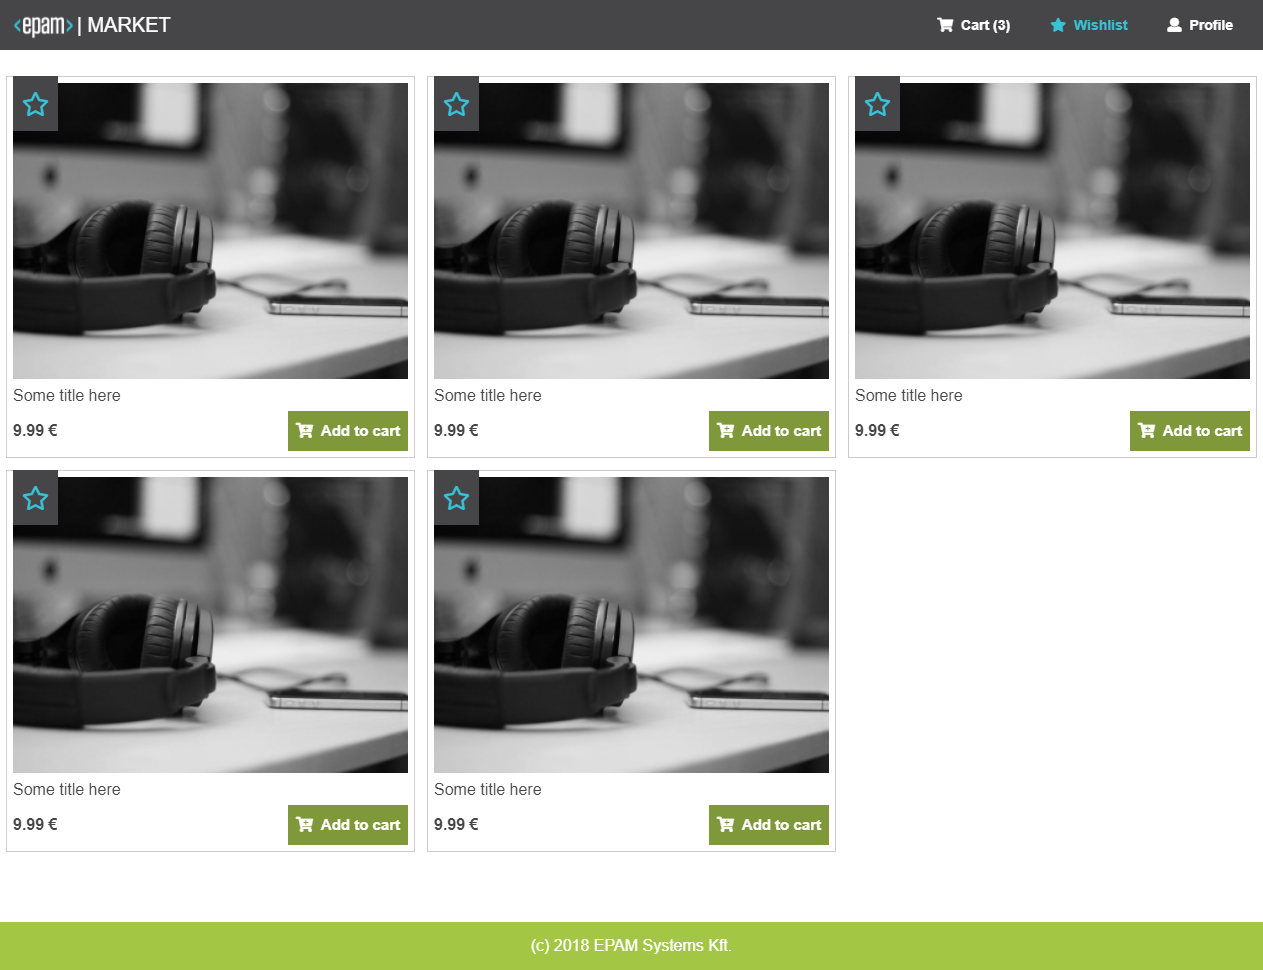 <epam> | MARKET
Cart (3)
Wishlist
Profile
Some title here
9.99 €
Add to cart
Some title here
9.99 €
Add to cart
Some title here
9.99 €
Add to cart
Some title here
9.99 €
Add to cart
Some title here
9.99 €
Add to cart
(c) 2018 EPAM Systems Kft.